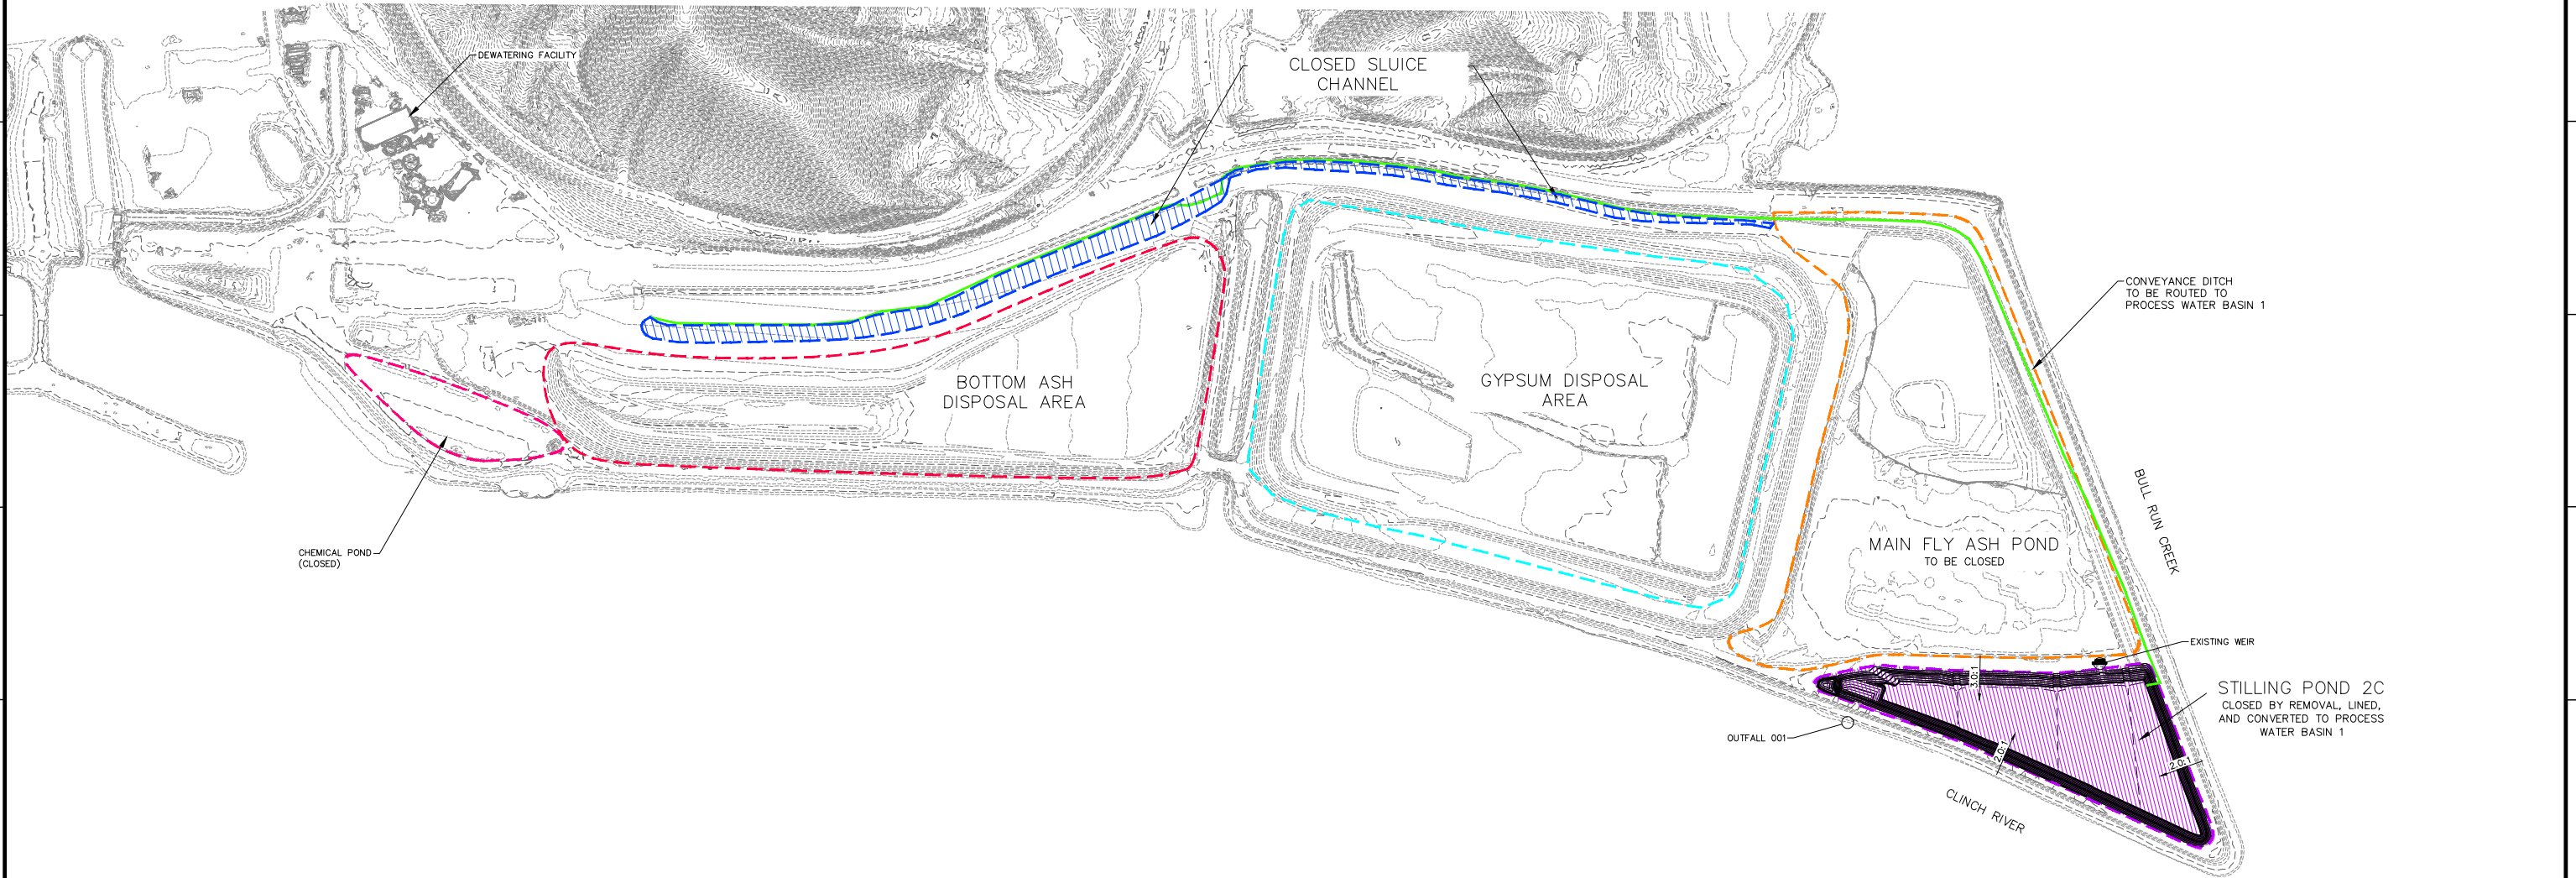 DEWATERING FACILITY
CLOSED SLUICE
CHANNEL
CONVEYANCE DITCH
TO BE ROUTED TO
PROCESS WATER BASIN 1
BOTTOM ASH
DISPOSAL AREA
GYPSUM DISPOSAL
AREA
BULL RUN CREEK
CHEMICAL POND
(CLOSED)
MAIN FLY ASH POND
TO BE CLOSED
EXISTING WEIR
3.0:1
STILLING POND 2C
CLOSED BY REMOVAL, LINED,
AND CONVERTED TO PROCESS
WATER BASIN 1
OUTFALL 001
2.0:1
2.0:1
CLINCH RIVER